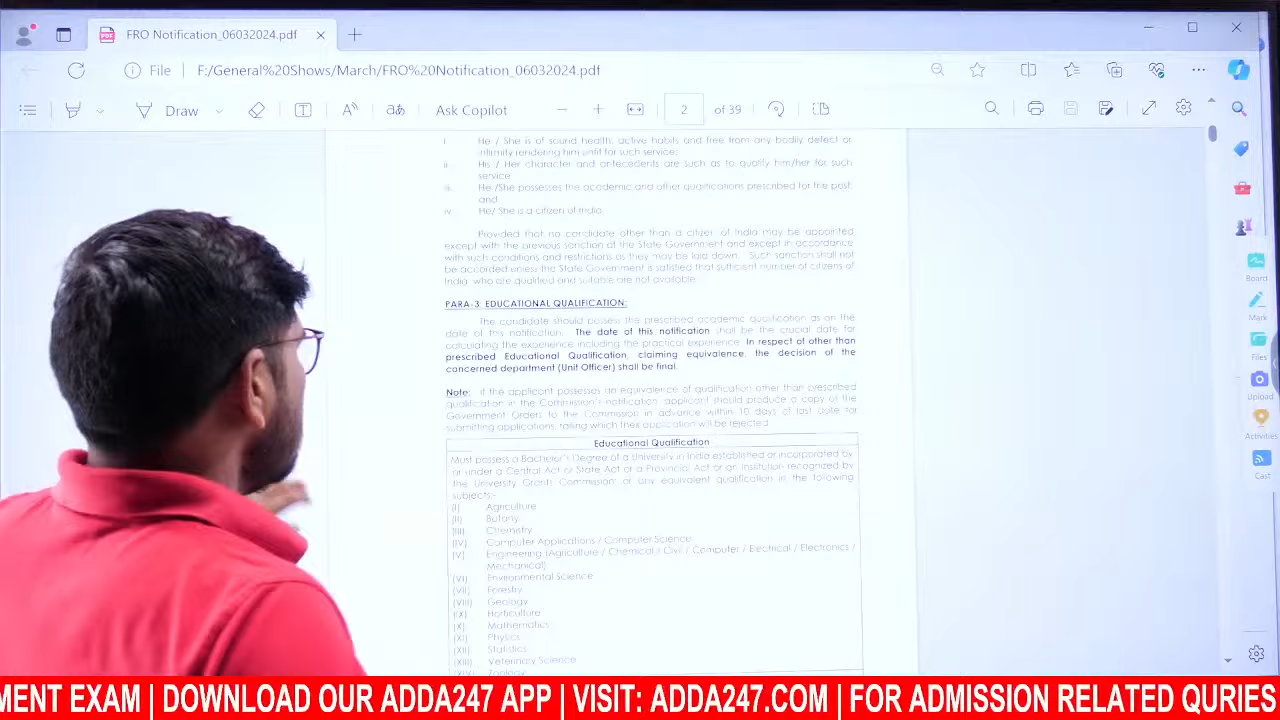 FRO Notification_06032024.pdf
File
F:/General%20Shows/March/FRO%20Notification_06032024.pdf
Draw
Ask Copilot
2 of 39
i. He / She is of sound health, active habits and free from any bodily defect or
infirmity rendering him unfit for such service;
ii. His / Her character and antecedents are such as to qualify him/her for such
service
iii. He /She possesses the academic and other qualifications prescribed for the post;
and
iv. He/ She is a citizen of India.
Provided that no candidate other than a citizen of India may be appointed
except with the previous sanction of the State Government and except in accordance
with such conditions and restrictions as they may be laid down. Such sanction shall not
be accorded unless the State Government is satisfied that sufficient number of citizens of
India, who are qualified and suitable are not available.
PARA-3: EDUCATIONAL QUALIFICATION:
The candidate should possess the prescribed academic qualification as on the
date of this notification. The date of this notification shall be the crucial date for
calculating the experience including the practical experience. In respect of other than
prescribed Educational Qualification, claiming equivalence, the decision of the
concerned department (Unit Officer) shall be final.
Note: If the applicant possesses an equivalence of qualification other than prescribed
qualification in the Commission's notification, applicant should produce a copy of the
Government Orders to the Commission in advance within 10 days of last date for
submitting applications, failing which their application will be rejected
Educational Qualification
Must possess a Bachelor's Degree of a University in India established or incorporated by
or under a Central Act or State Act or a Provincial Act or an Institution recognized by
the University Grants Commission or any equivalent qualification in the following
subjects:-
(I) Agriculture
(II) Botany
(III) Chemistry
(IV) Computer Applications / Computer Science
(V) Engineering (Agriculture / Chemical / Civil / Computer / Electrical / Electronics /
Mechanical)
(VI) Environmental Science
(VII) Forestry
(VIII) Geology
(IX) Horticulture
(X) Mathematics
(XI) Physics
(XII) Statistics
(XIII) Veterinary Science
(XIV) Zoology
Board
Mark
Files
Upload
Activities
Cast
MENT EXAM | DOWNLOAD OUR ADDA247 APP | VISIT: ADDA247.COM | FOR ADMISSION RELATED QURIES